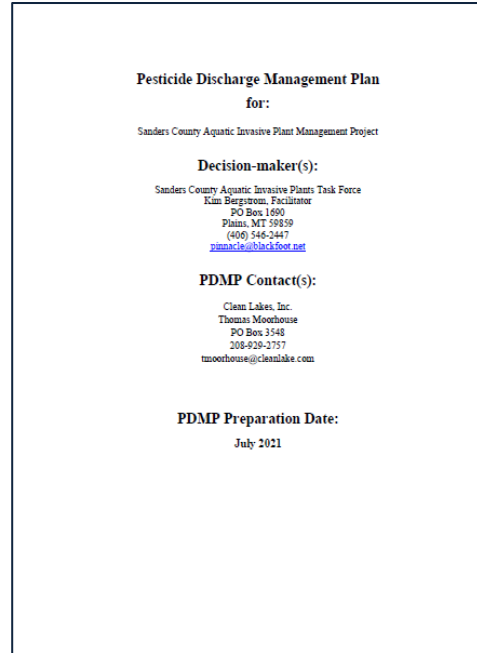 Pesticide Discharge Management Plan
for:
Sanders County Aquatic Invasive Plant Management Project
Decision-maker(s):
Sanders County Aquatic Invasive Plants Task Force
Kim Bergstrom, Facilitator
PO Box 1690
Plains, MT 59859
(406) 546-2447
pinnacle@blackfoot.net
PDMP Contact(s):
Clean Lakes, Inc.
Thomas Moorhouse
PO Box 3548
208-929-2757
tmoorhouse@cleanlake.com
PDMP Preparation Date:
July 2021